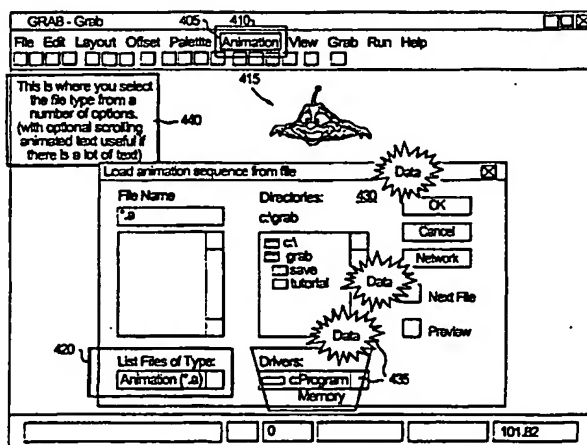 GRAB - Grab
405
410
File Edit Layout Offset Palettte Animation View Grab Run Help
This is where you select
the file type from a
number of options.
(with optional scrolling
animated text useful if
there is a lot of text)
440
415
Load animation sequence from file
Data
File Name
*.a
Directories:
430
c:\grab
OK
c:\
grab
save
tutorial
Cancel
Network
Data
Next File
Data
Preview
420
List Files of Type:
Animation (*.a)
Drivers:
c:Program
435
Memory
0
101.82